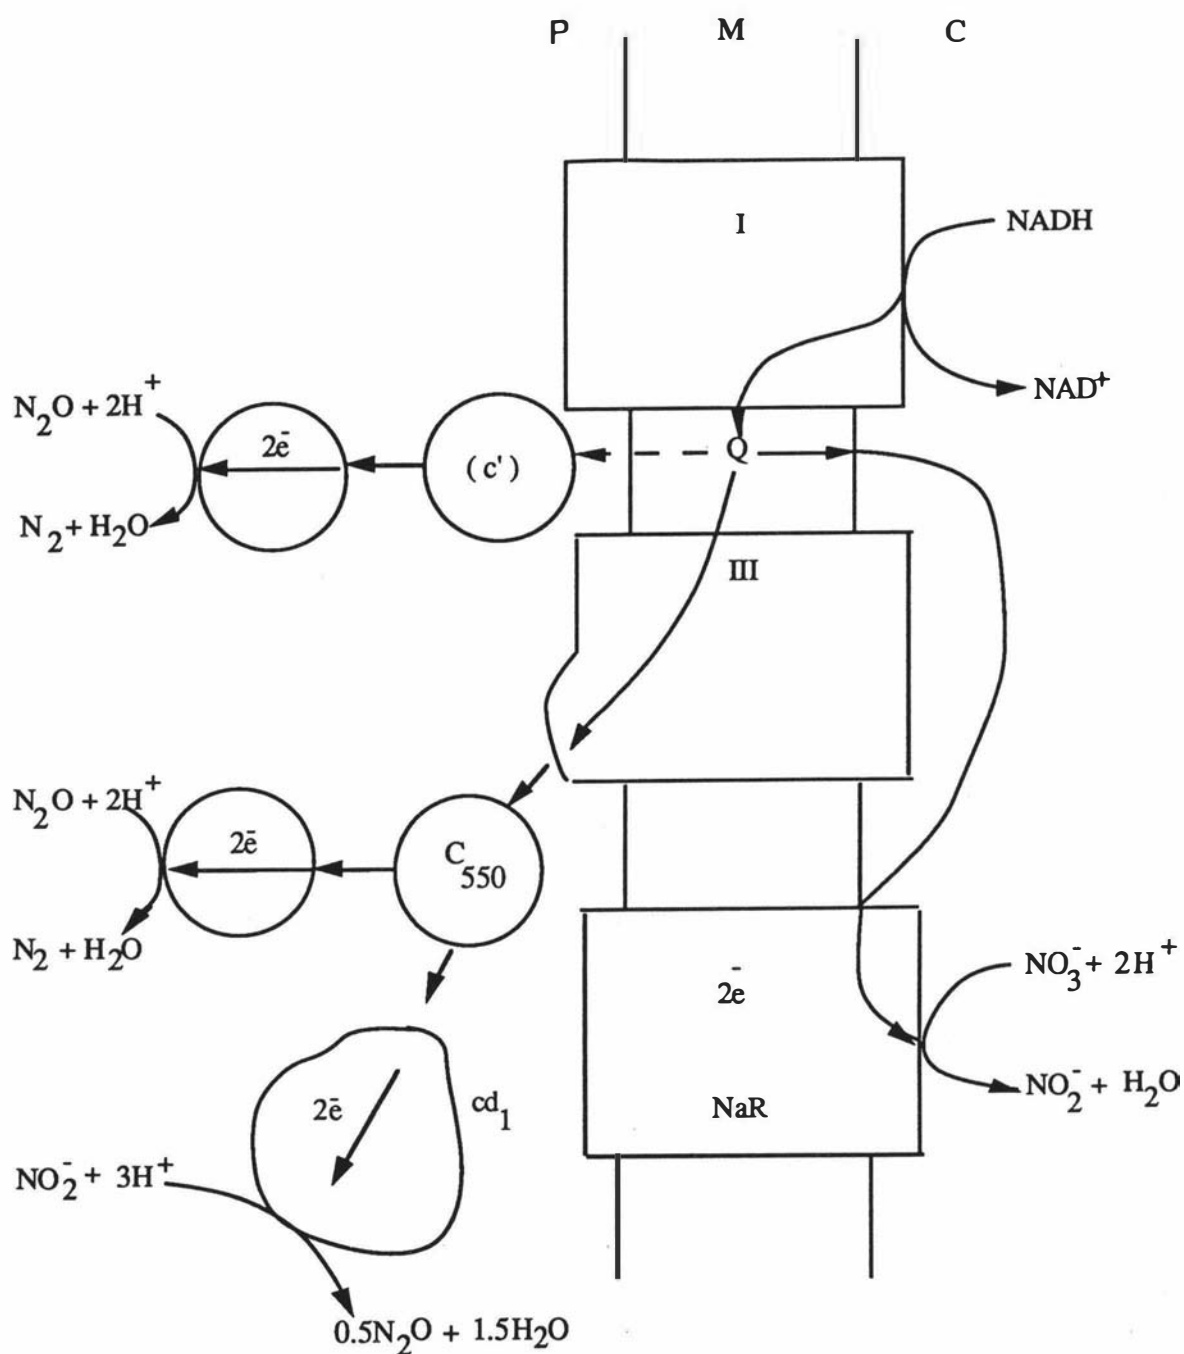 P M C
I
NADH
NAD⁺
N₂O + 2H⁺
2e̅
(c')
Q
N₂ + H₂O
III
N₂O + 2H⁺
2e̅
C₅₅₀
N₂ + H₂O
2e̅
NO₃⁻ + 2H⁺
NO₂⁻ + H₂O
NaR
2e̅
cd₁
NO₂⁻ + 3H⁺
0.5N₂O + 1.5H₂O